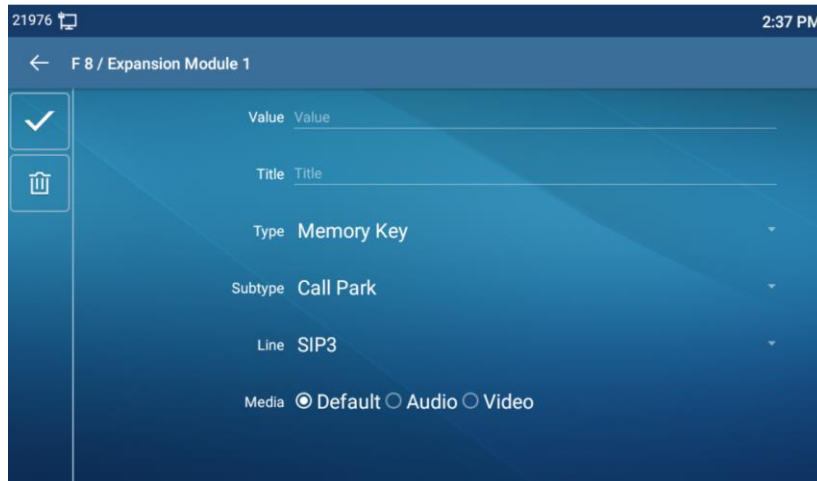 21976 2:37 PM
F 8 / Expansion Module 1
Value Value
Title Title
Type Memory Key
Subtype Call Park
Line SIP3
Media Default Audio Video